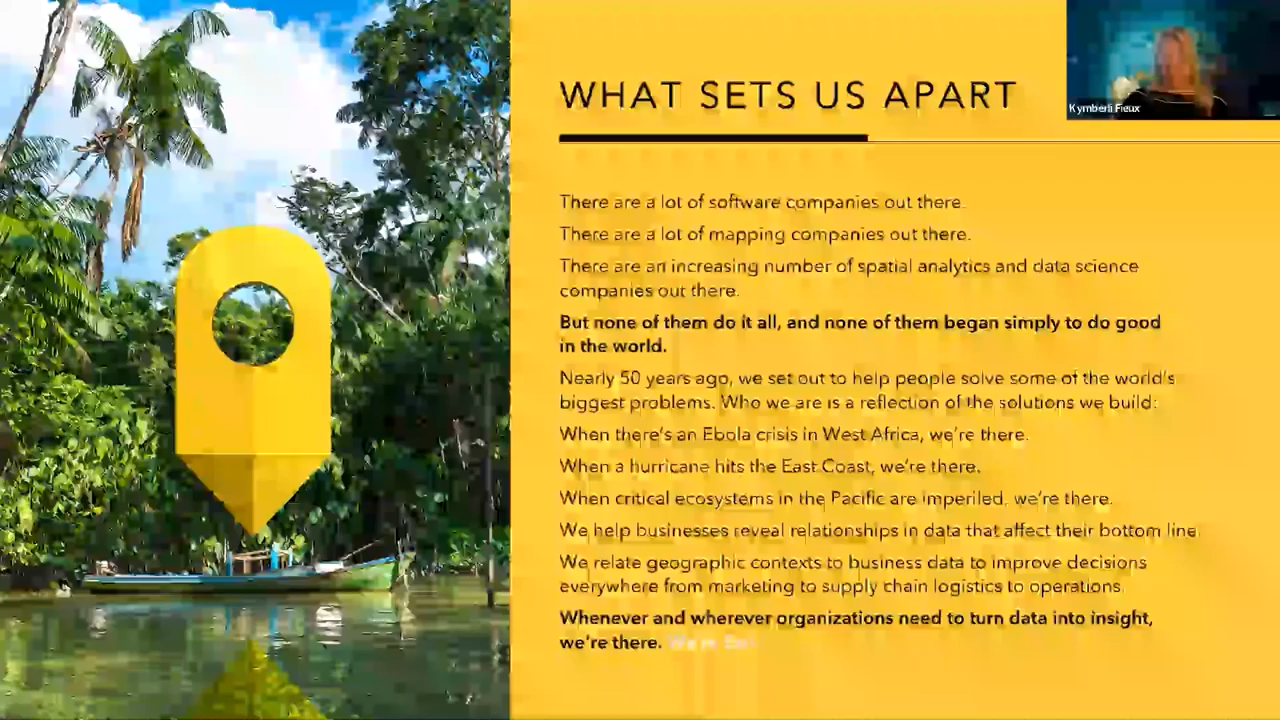 WHAT SETS US APART
Kymberli Fieux
There are a lot of software companies out there.
There are a lot of mapping companies out there.
There are an increasing number of spatial analytics and data science
companies out there.
But none of them do it all, and none of them began simply to do good
in the world.
Nearly 50 years ago, we set out to help people solve some of the world's
biggest problems. Who we are is a reflection of the solutions we build:
When there's an Ebola crisis in West Africa, we're there.
When a hurricane hits the East Coast, we're there.
When critical ecosystems in the Pacific are imperiled, we're there.
We help businesses reveal relationships in data that affect their bottom line.
We relate geographic contexts to business data to improve decisions
everywhere from marketing to supply chain logistics to operations.
Whenever and wherever organizations need to turn data into insight,
we're there.